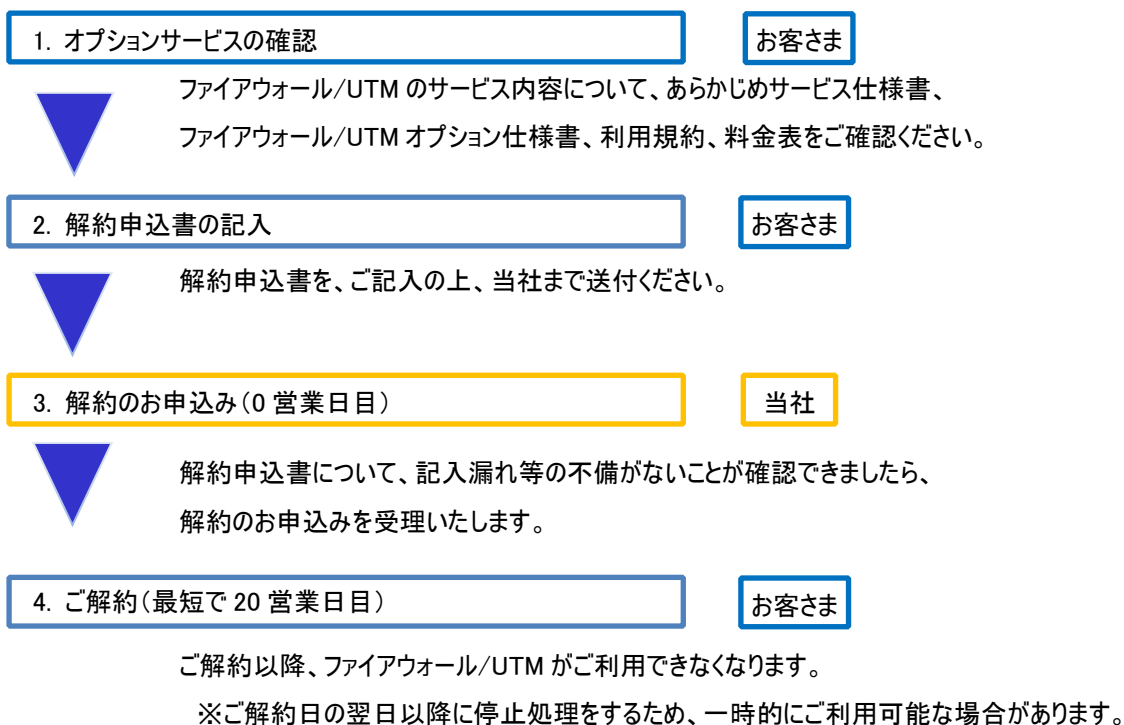 1. オプションサービスの確認 お客さま
ファイアウォール/UTM のサービス内容について、あらかじめサービス仕様書、
ファイアウォール/UTM オプション仕様書、利用規約、料金表をご確認ください。
2. 解約申込書の記入 お客さま
解約申込書を、ご記入の上、当社まで送付ください。
3. 解約のお申込み(0 営業日目) 当社
解約申込書について、記入漏れ等の不備がないことが確認できましたら、
解約のお申込みを受理いたします。
4. ご解約(最短で 20 営業日目) お客さま
ご解約以降、ファイアウォール/UTM がご利用できなくなります。
※ご解約日の翌日以降に停止処理をするため、一時的にご利用可能な場合があります。